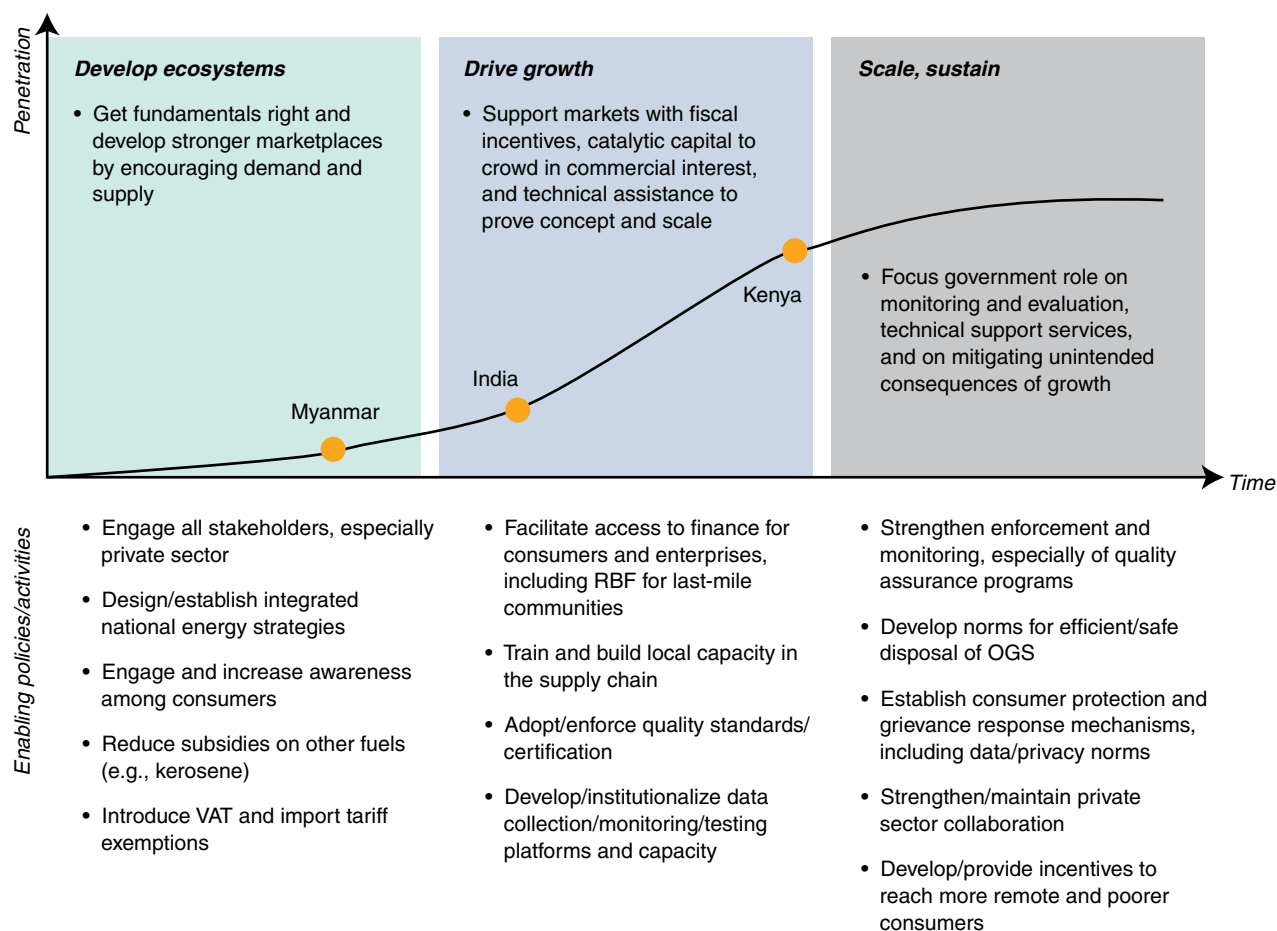 Penetration
Develop ecosystems
• Get fundamentals right and
develop stronger marketplaces
by encouraging demand and
supply
Drive growth
• Support markets with fiscal
incentives, catalytic capital to
crowd in commercial interest,
and technical assistance to
prove concept and scale
Scale, sustain
• Focus government role on
monitoring and evaluation,
technical support services,
and on mitigating unintended
consequences of growth
Myanmar
India
Kenya
Time
Enabling policies/activities
• Engage all stakeholders, especially
private sector
• Design/establish integrated
national energy strategies
• Engage and increase awareness
among consumers
• Reduce subsidies on other fuels
(e.g., kerosene)
• Introduce VAT and import tariff
exemptions
• Facilitate access to finance for
consumers and enterprises,
including RBF for last-mile
communities
• Train and build local capacity in
the supply chain
• Adopt/enforce quality standards/
certification
• Develop/institutionalize data
collection/monitoring/testing
platforms and capacity
• Strengthen enforcement and
monitoring, especially of quality
assurance programs
• Develop norms for efficient/safe
disposal of OGS
• Establish consumer protection and
grievance response mechanisms,
including data/privacy norms
• Strengthen/maintain private
sector collaboration
• Develop/provide incentives to
reach more remote and poorer
consumers